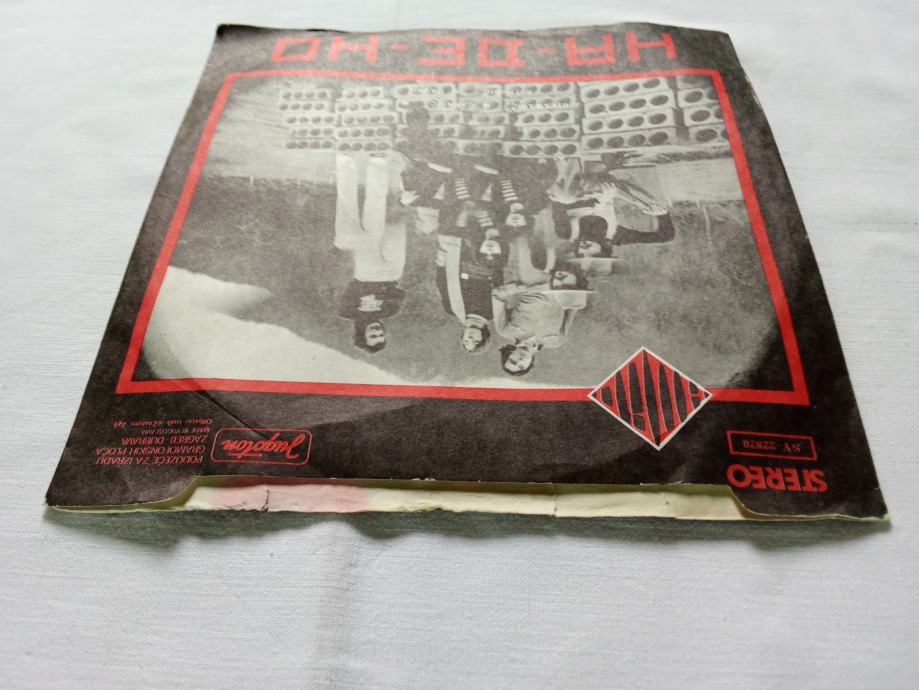 STEREO
SY-22820
Jugoton
PODUZEĆE ZA IZRADU
GRAMOFONSKIH PLOČA
ZAGREB-DUBRAVA
MADE IN YUGOSLAVIA
HA-DE-HO